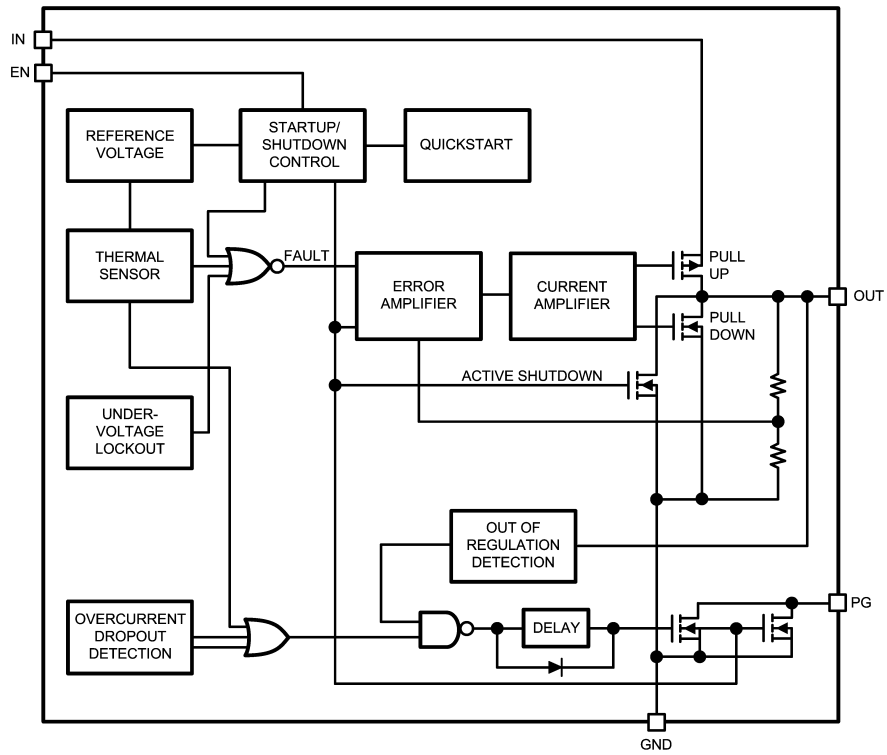 IN
EN
REFERENCE
VOLTAGE
STARTUP/
SHUTDOWN
CONTROL
QUICKSTART
THERMAL
SENSOR
FAULT
ERROR
AMPLIFIER
CURRENT
AMPLIFIER
PULL
UP
OUT
PULL
DOWN
ACTIVE SHUTDOWN
UNDER-
VOLTAGE
LOCKOUT
OUT OF
REGULATION
DETECTION
OVERCURRENT
DROPOUT
DETECTION
DELAY
PG
GND